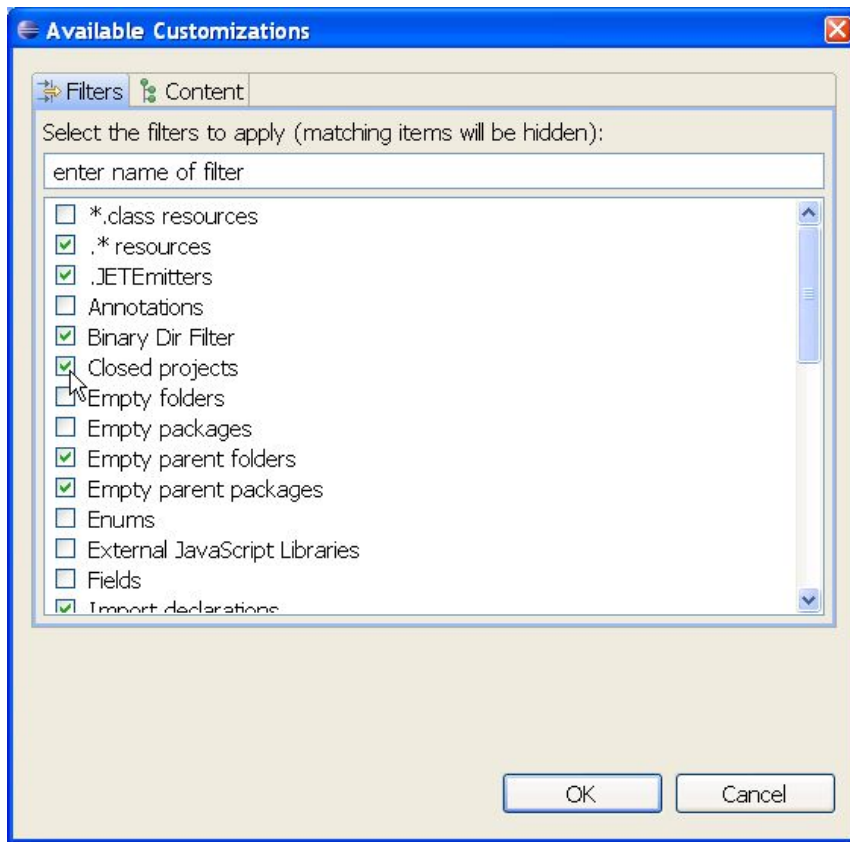 Available Customizations
Filters
Content
Select the filters to apply (matching items will be hidden):
enter name of filter
*.class resources
.* resources
.JETEmitters
Annotations
Binary Dir Filter
Closed projects
Empty folders
Empty packages
Empty parent folders
Empty parent packages
Enums
External JavaScript Libraries
Fields
Import declarations
OK
Cancel